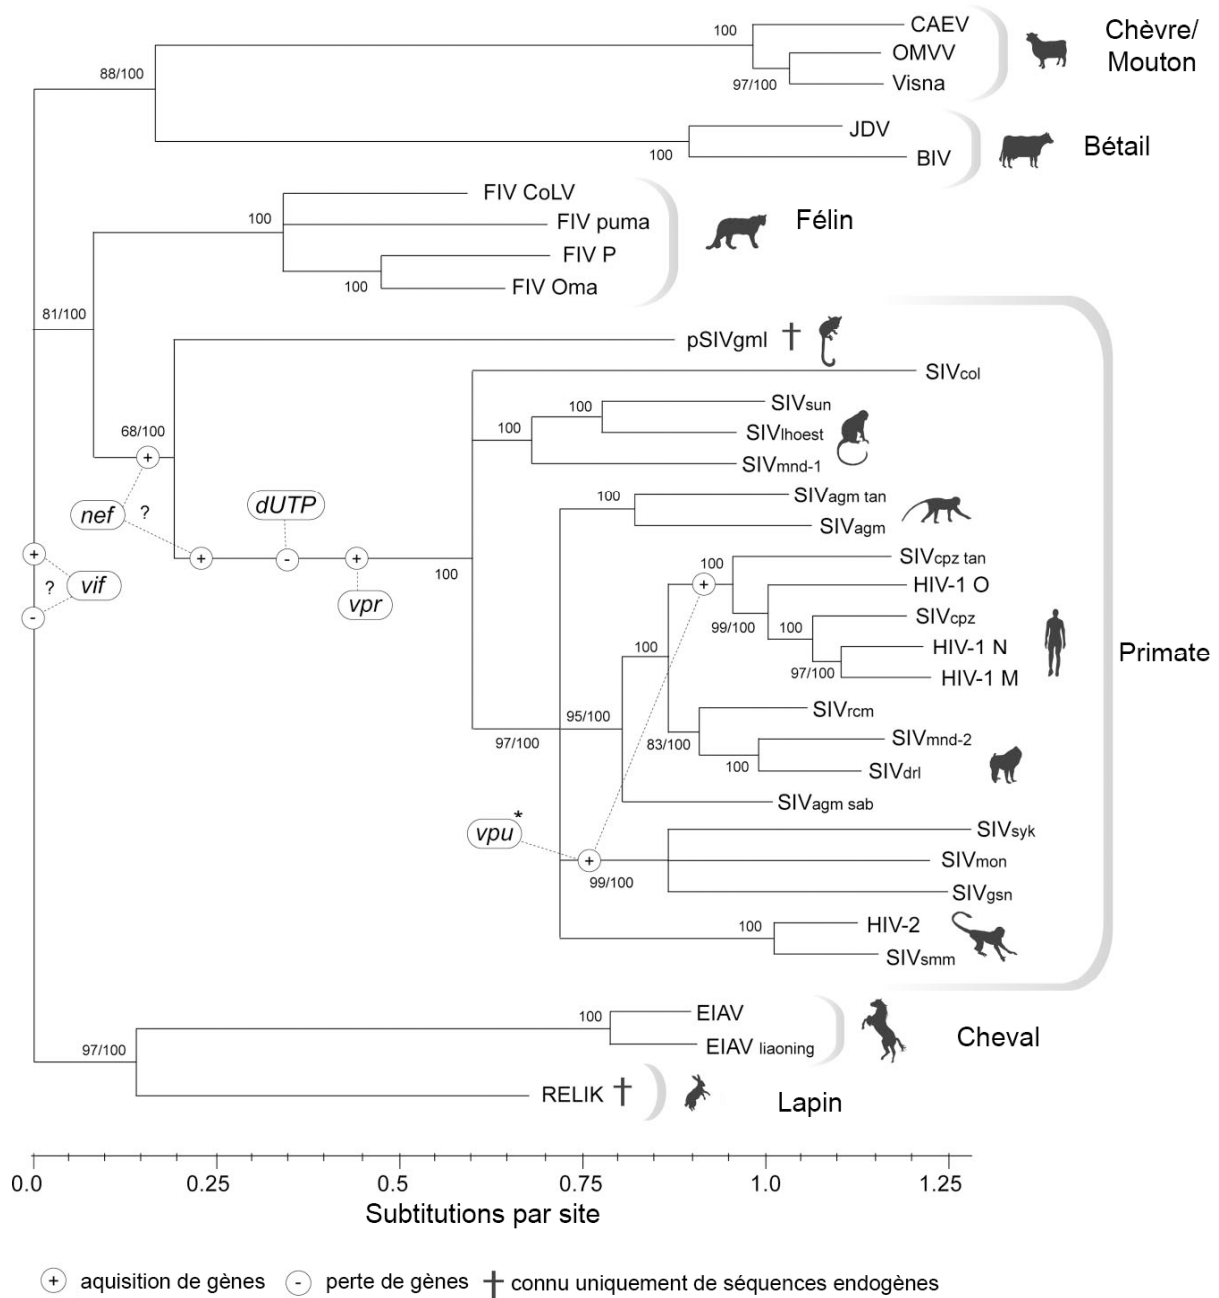 CAEV
100
OMVV
97/100
Visna
Chèvre/
Mouton
88/100
JDV
100
BIV
Bétail
FIV CoLV
100
FIV puma
FIV P
100
FIV Oma
Félin
81/100
pSIVgml †
SIVcol
100
SIVsun
100
SIVlhoest
SIVmnd-1
68/100
+
nef
?
dUTP
100
SIVagm tan
SIVagm
+
-
+
100
vpr
+
?
vif
-
100
SIVcpz tan
+
HIV-1 O
99/100
100
SIVcpz
HIV-1 N
97/100
HIV-1 M
Primate
100
95/100
97/100
SIVrcm
83/100
SIVmnd-2
100
SIVdrl
SIVagm sab
vpu*
+
99/100
SIVsyk
SIVmon
SIVgsn
100
HIV-2
SIVsmm
100
EIAV
EIAV liaoning
Cheval
97/100
RELIK †
Lapin
0.0 0.25 0.50 0.75 1.0 1.25
Subtitutions par site
+ aquisition de gènes - perte de gènes † connu uniquement de séquences endogènes